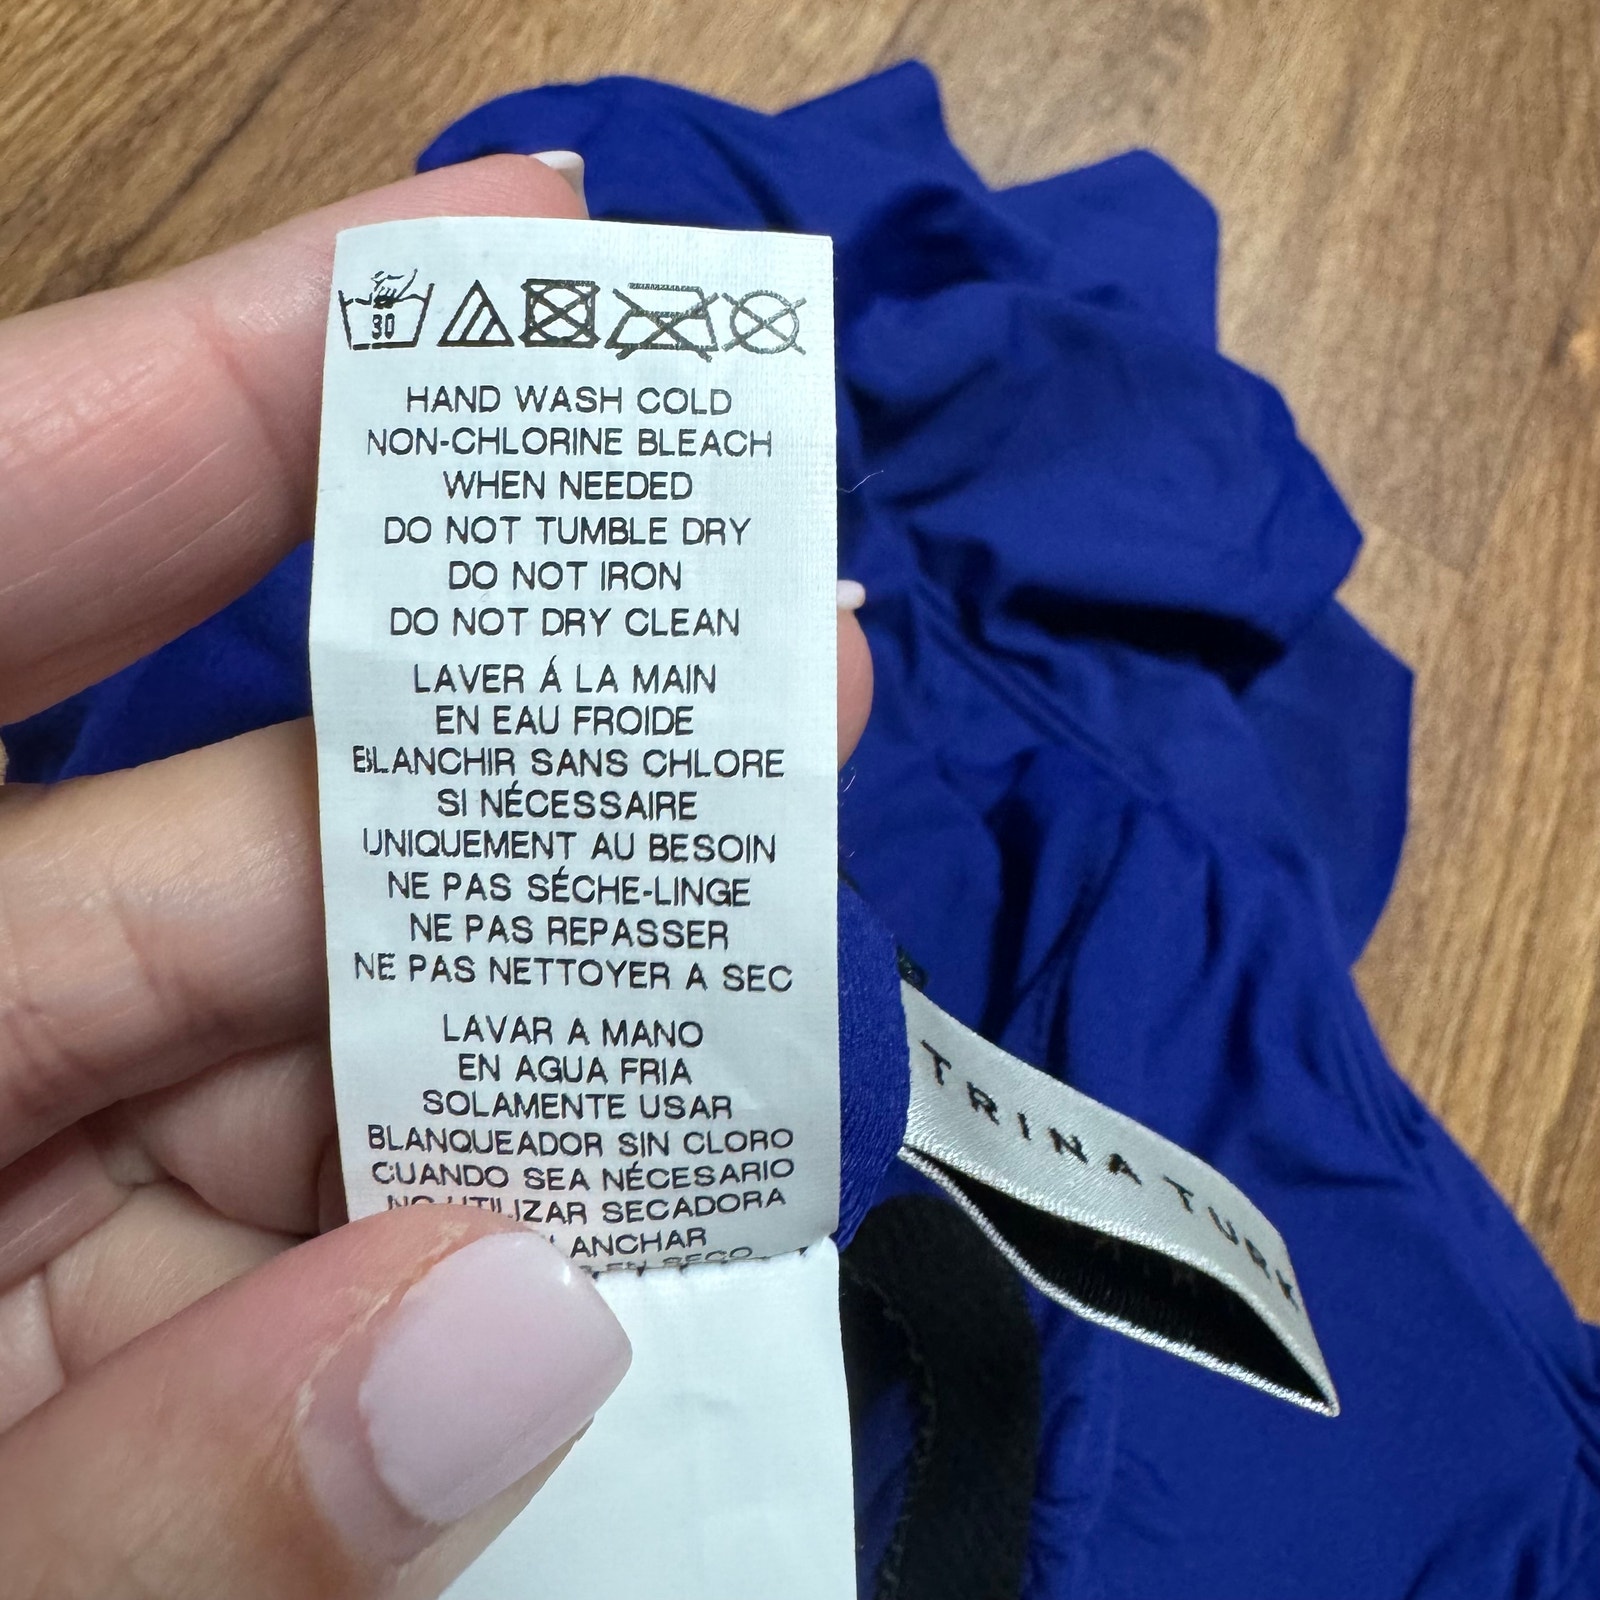 30
HAND WASH COLD
NON-CHLORINE BLEACH
WHEN NEEDED
DO NOT TUMBLE DRY
DO NOT IRON
DO NOT DRY CLEAN
LAVER Á LA MAIN
EN EAU FROIDE
BLANCHIR SANS CHLORE
SI NÉCESSAIRE
UNIQUEMENT AU BESOIN
NE PAS SÉCHE-LINGE
NE PAS REPASSER
NE PAS NETTOYER A SEC
LAVAR A MANO
EN AGUA FRIA
SOLAMENTE USAR
BLANQUEADOR SIN CLORO
CUANDO SEA NÉCESARIO
NO UTILIZAR SECADORA
EN SECO
TRINA TURK